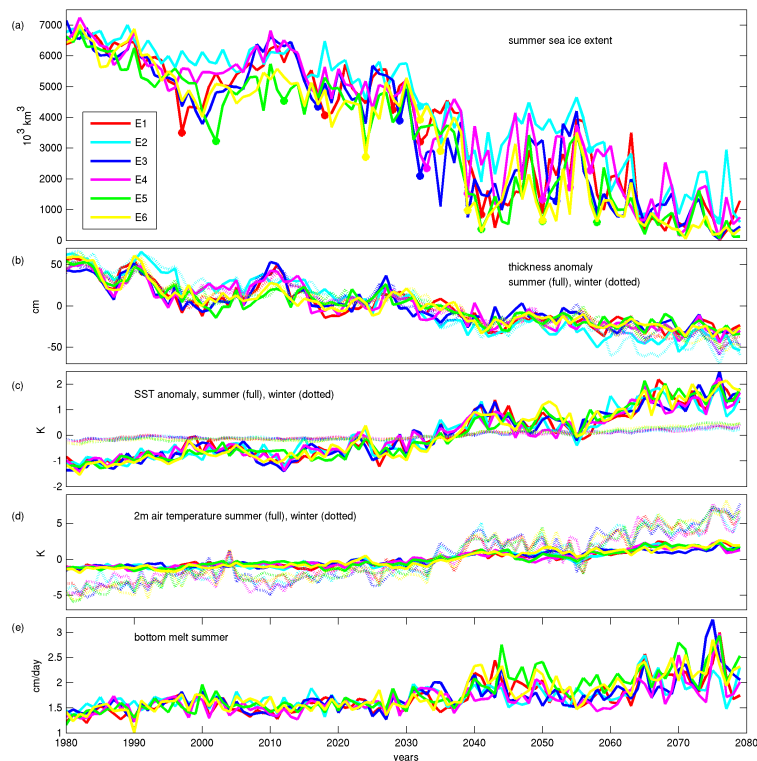 (a)
summer sea ice extent
10³ km³
7000
6000
5000
4000
3000
2000
1000
0
E1
E2
E3
E4
E5
E6
(b)
thickness anomaly
summer (full), winter (dotted)
cm
50
0
-50
(c)
SST anomaly, summer (full), winter (dotted)
K
2
1
0
-1
-2
(d)
2m air temperature summer (full), winter (dotted)
K
5
0
-5
(e)
bottom melt summer
cm/day
3
2.5
2
1.5
1
1980 1990 2000 2010 2020 2030 2040 2050 2060 2070 2080
years